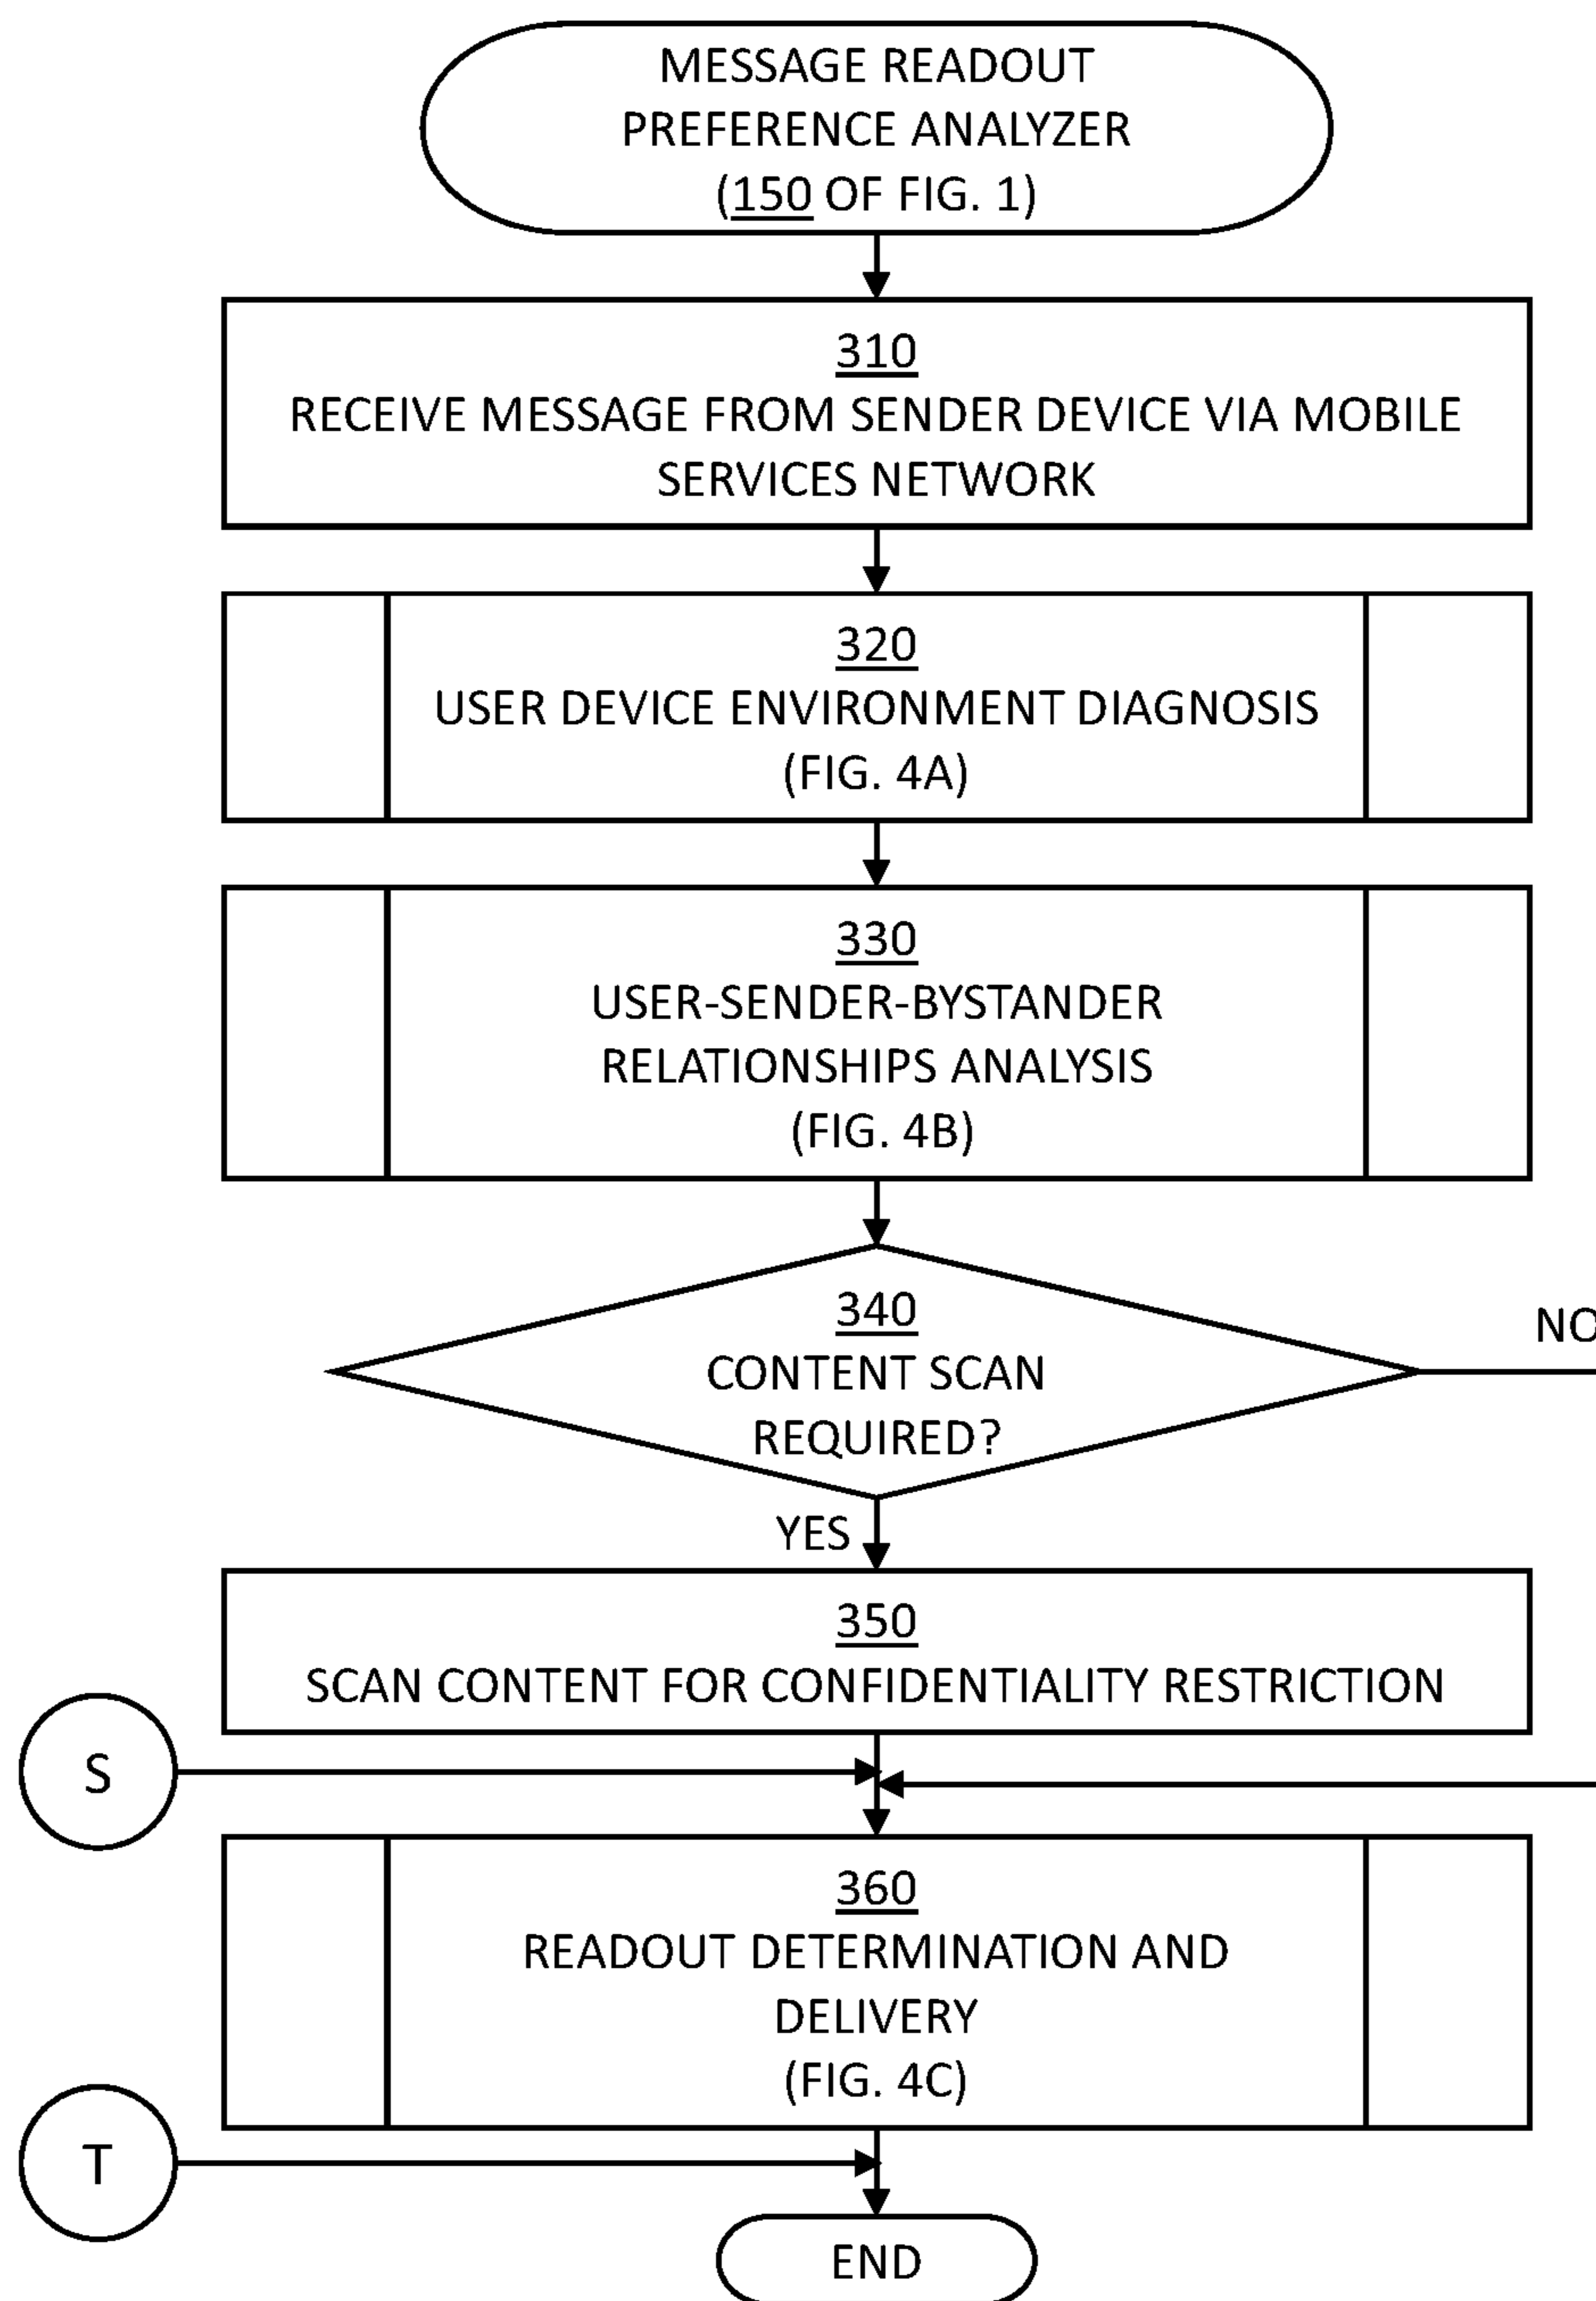 MESSAGE READOUT
PREFERENCE ANALYZER
(150 OF FIG. 1)
310
RECEIVE MESSAGE FROM SENDER DEVICE VIA MOBILE
SERVICES NETWORK
320
USER DEVICE ENVIRONMENT DIAGNOSIS
(FIG. 4A)
330
USER-SENDER-BYSTANDER
RELATIONSHIPS ANALYSIS
(FIG. 4B)
340
CONTENT SCAN
REQUIRED?
NO
YES
350
SCAN CONTENT FOR CONFIDENTIALITY RESTRICTION
S
360
READOUT DETERMINATION AND
DELIVERY
(FIG. 4C)
T
END